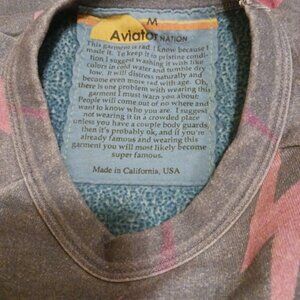 M
Aviator NATION
This garment is rad I know because I
made it. To keep it in pristine condi-
tion I suggest washing it with like
colors in cold water and tumble dry
low. It will distress naturally and
become even more rad with age. Oh,
there is one problem with wearing this
garment I must warn you about:
People will come out of no where and
want to know who you are. I suggest
not wearing it in a crowded place
unless you have a couple body guards,
then it's probably ok, and if you're
already famous and wearing this
garment you will most likely become
super famous.
Made in California, USA